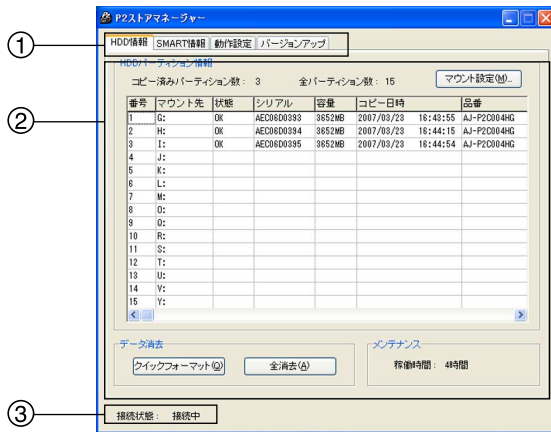 P2ストアマネージャー
① HDD情報 SMART情報 動作設定 バージョンアップ
HDDパーティション情報
コピー済みパーティション数： 3 全パーティション数： 15 マウント設定(M)...
②
番号 マウント先 状態 シリアル 容量 コピー日時 品番
1 G: OK AEC06D0393 3652MB 2007/03/23 16:43:55 AJ-P2C004HG
2 H: OK AEC06D0394 3652MB 2007/03/23 16:44:15 AJ-P2C004HG
3 I: OK AEC06D0395 3652MB 2007/03/23 16:44:54 AJ-P2C004HG
4 J:
5 K:
6 L:
7 M:
8 O:
9 Q:
10 R:
11 S:
12 T:
13 U:
14 V:
15 Y:
データ消去 メンテナンス
クイックフォーマット(Q) 全消去(A) 稼働時間： 4時間
③ 接続状態： 接続中